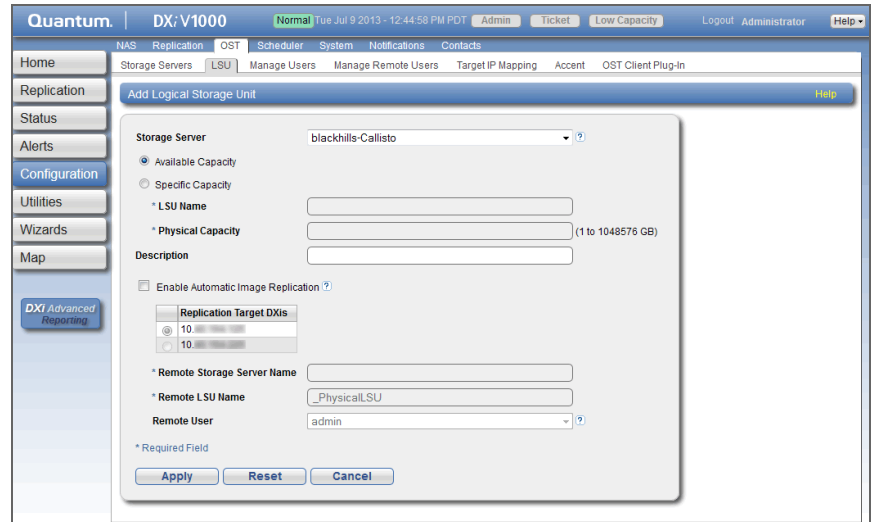 Quantum. DXi V1000 Normal Tue Jul 9 2013 - 12:44:58 PM PDT Admin Ticket Low Capacity Logout Administrator Help
NAS Replication OST Scheduler System Notifications Contacts
Storage Servers LSU Manage Users Manage Remote Users Target IP Mapping Accent OST Client Plug-In
Home
Replication
Status
Alerts
Configuration
Utilities
Wizards
Map
DXi Advanced
Reporting
Add Logical Storage Unit Help
Storage Server blackhills-Callisto ?
Available Capacity
Specific Capacity
* LSU Name
* Physical Capacity (1 to 1048576 GB)
Description
Enable Automatic Image Replication ?
Replication Target DXis
10.
10.
* Remote Storage Server Name
* Remote LSU Name _PhysicalLSU
Remote User admin ?
* Required Field
Apply Reset Cancel